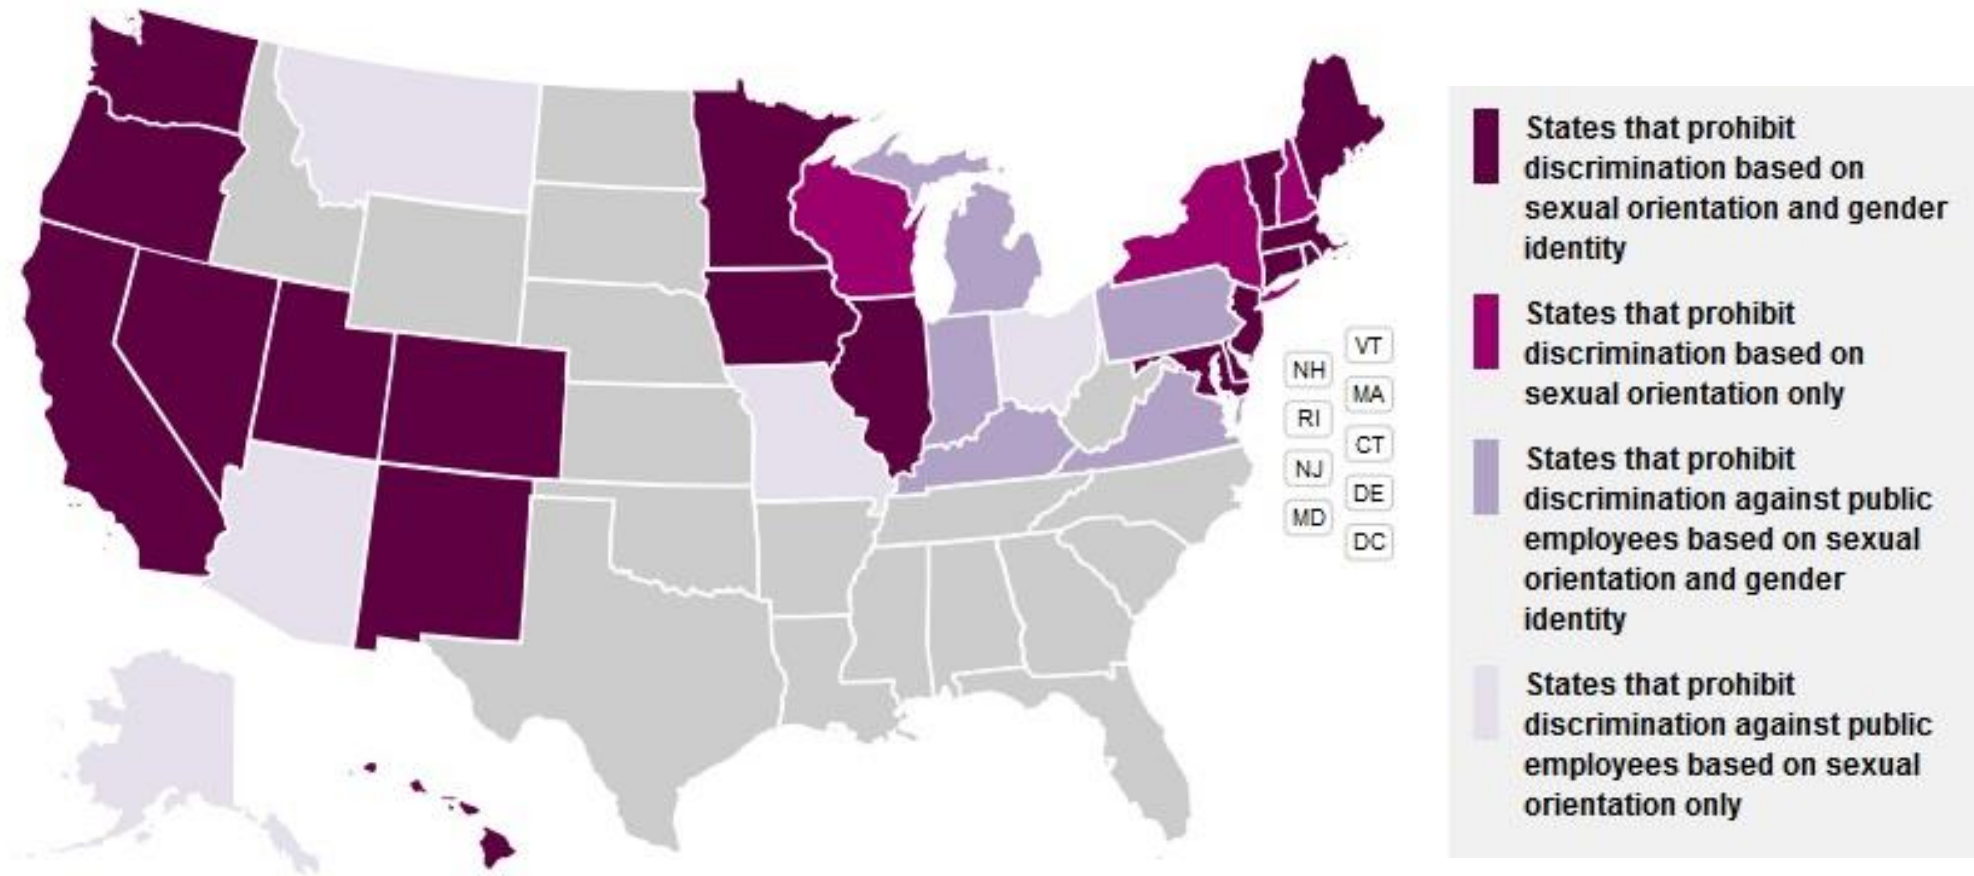 VT
NH
MA
RI
CT
NJ
DE
MD
DC
States that prohibit
discrimination based on
sexual orientation and gender
identity
States that prohibit
discrimination based on
sexual orientation only
States that prohibit
discrimination against public
employees based on sexual
orientation and gender
identity
States that prohibit
discrimination against public
employees based on sexual
orientation only